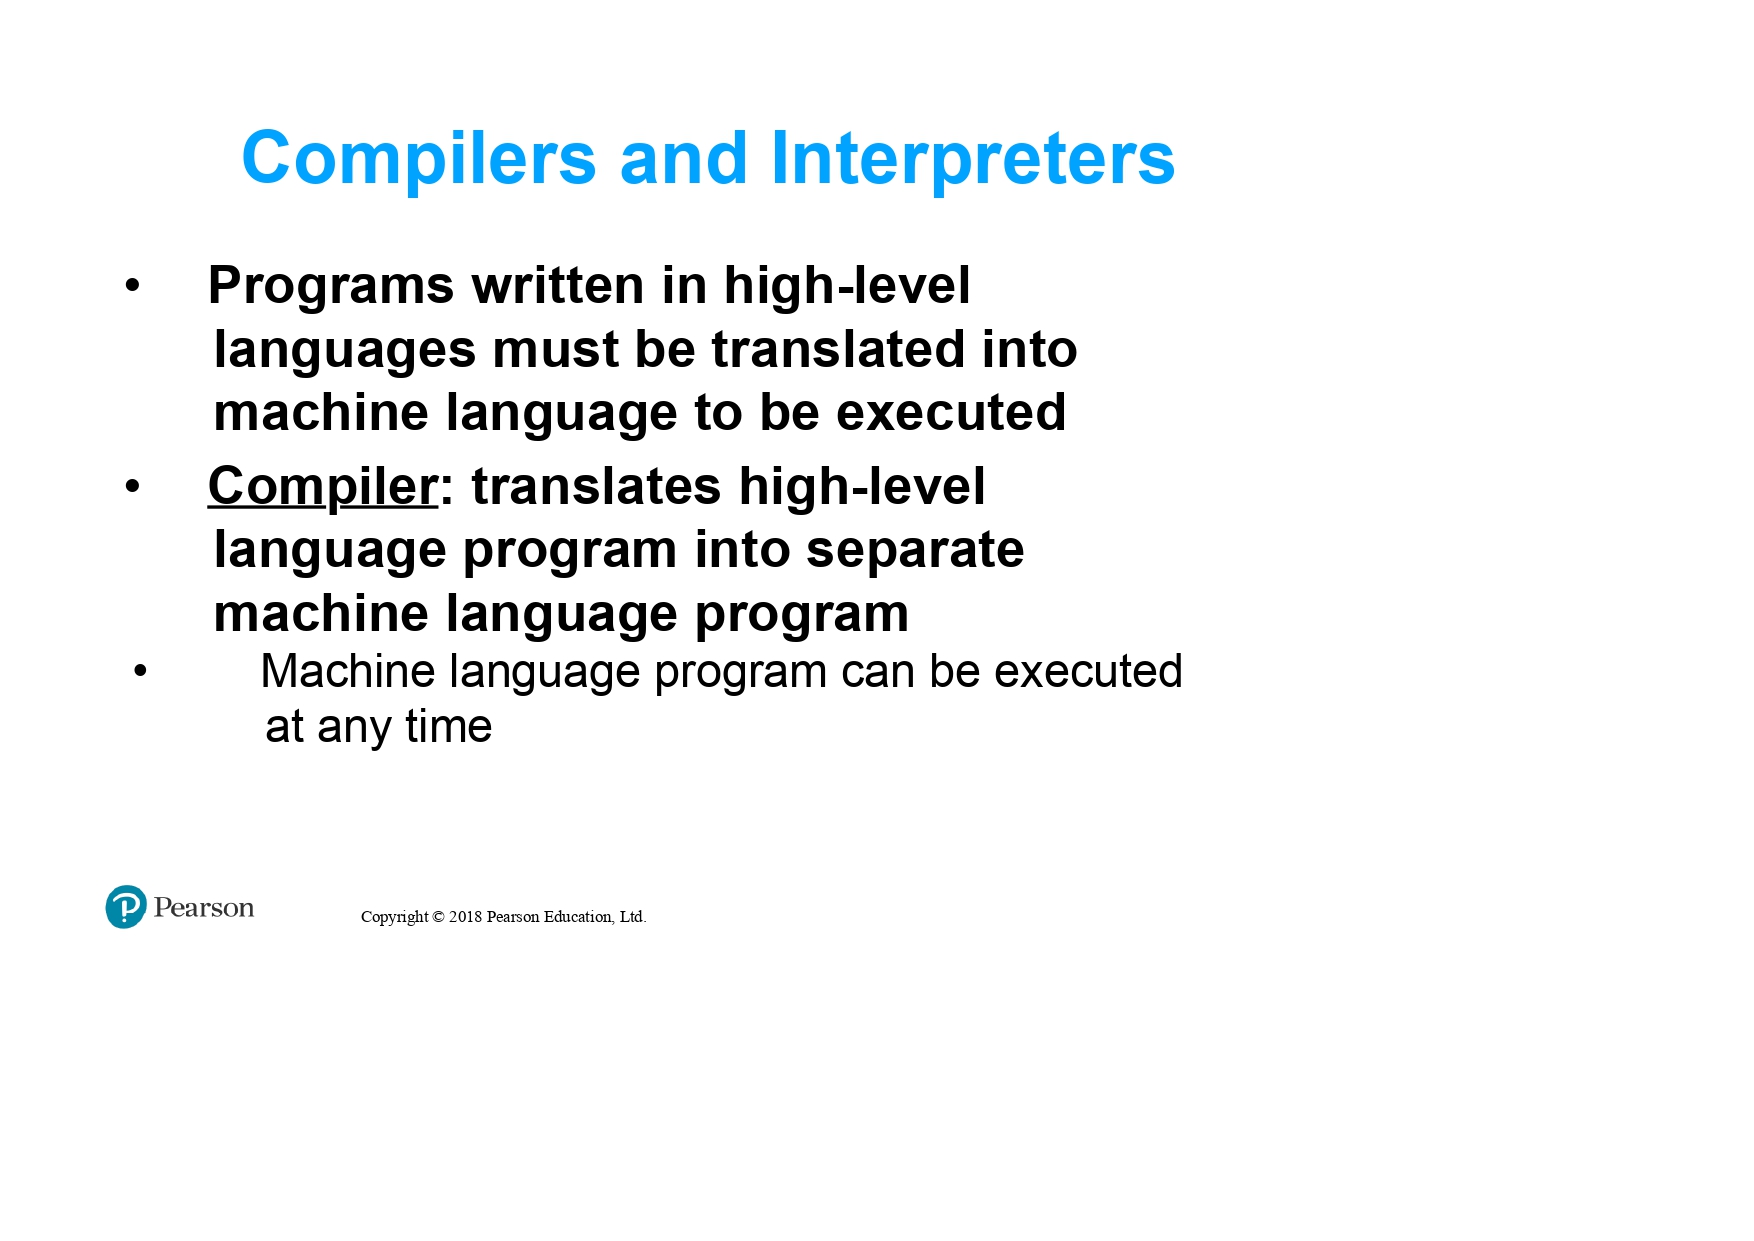 Compilers and Interpreters
• Programs written in high-level
languages must be translated into
machine language to be executed
• Compiler: translates high-level
language program into separate
machine language program
• Machine language program can be executed
at any time
Pearson
Copyright © 2018 Pearson Education, Ltd.